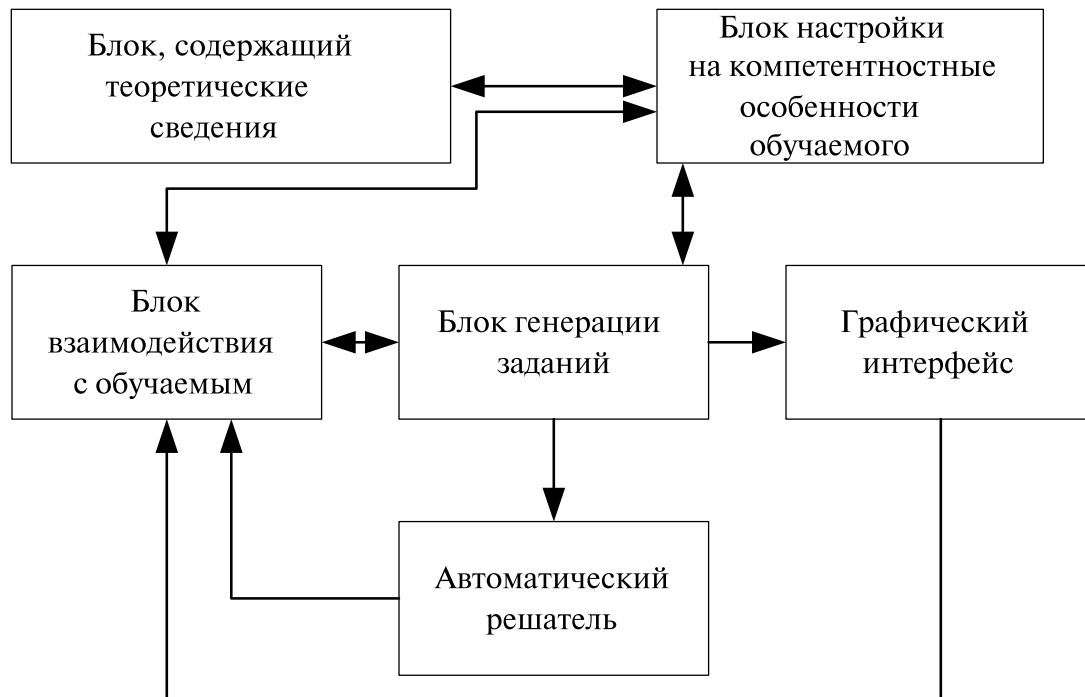 Блок, содержащий
теоретические
сведения
Блок настройки
на компетентностные
особенности
обучаемого
Блок
взаимодействия
с обучаемым
Блок генерации
заданий
Графический
интерфейс
Автоматический
решатель